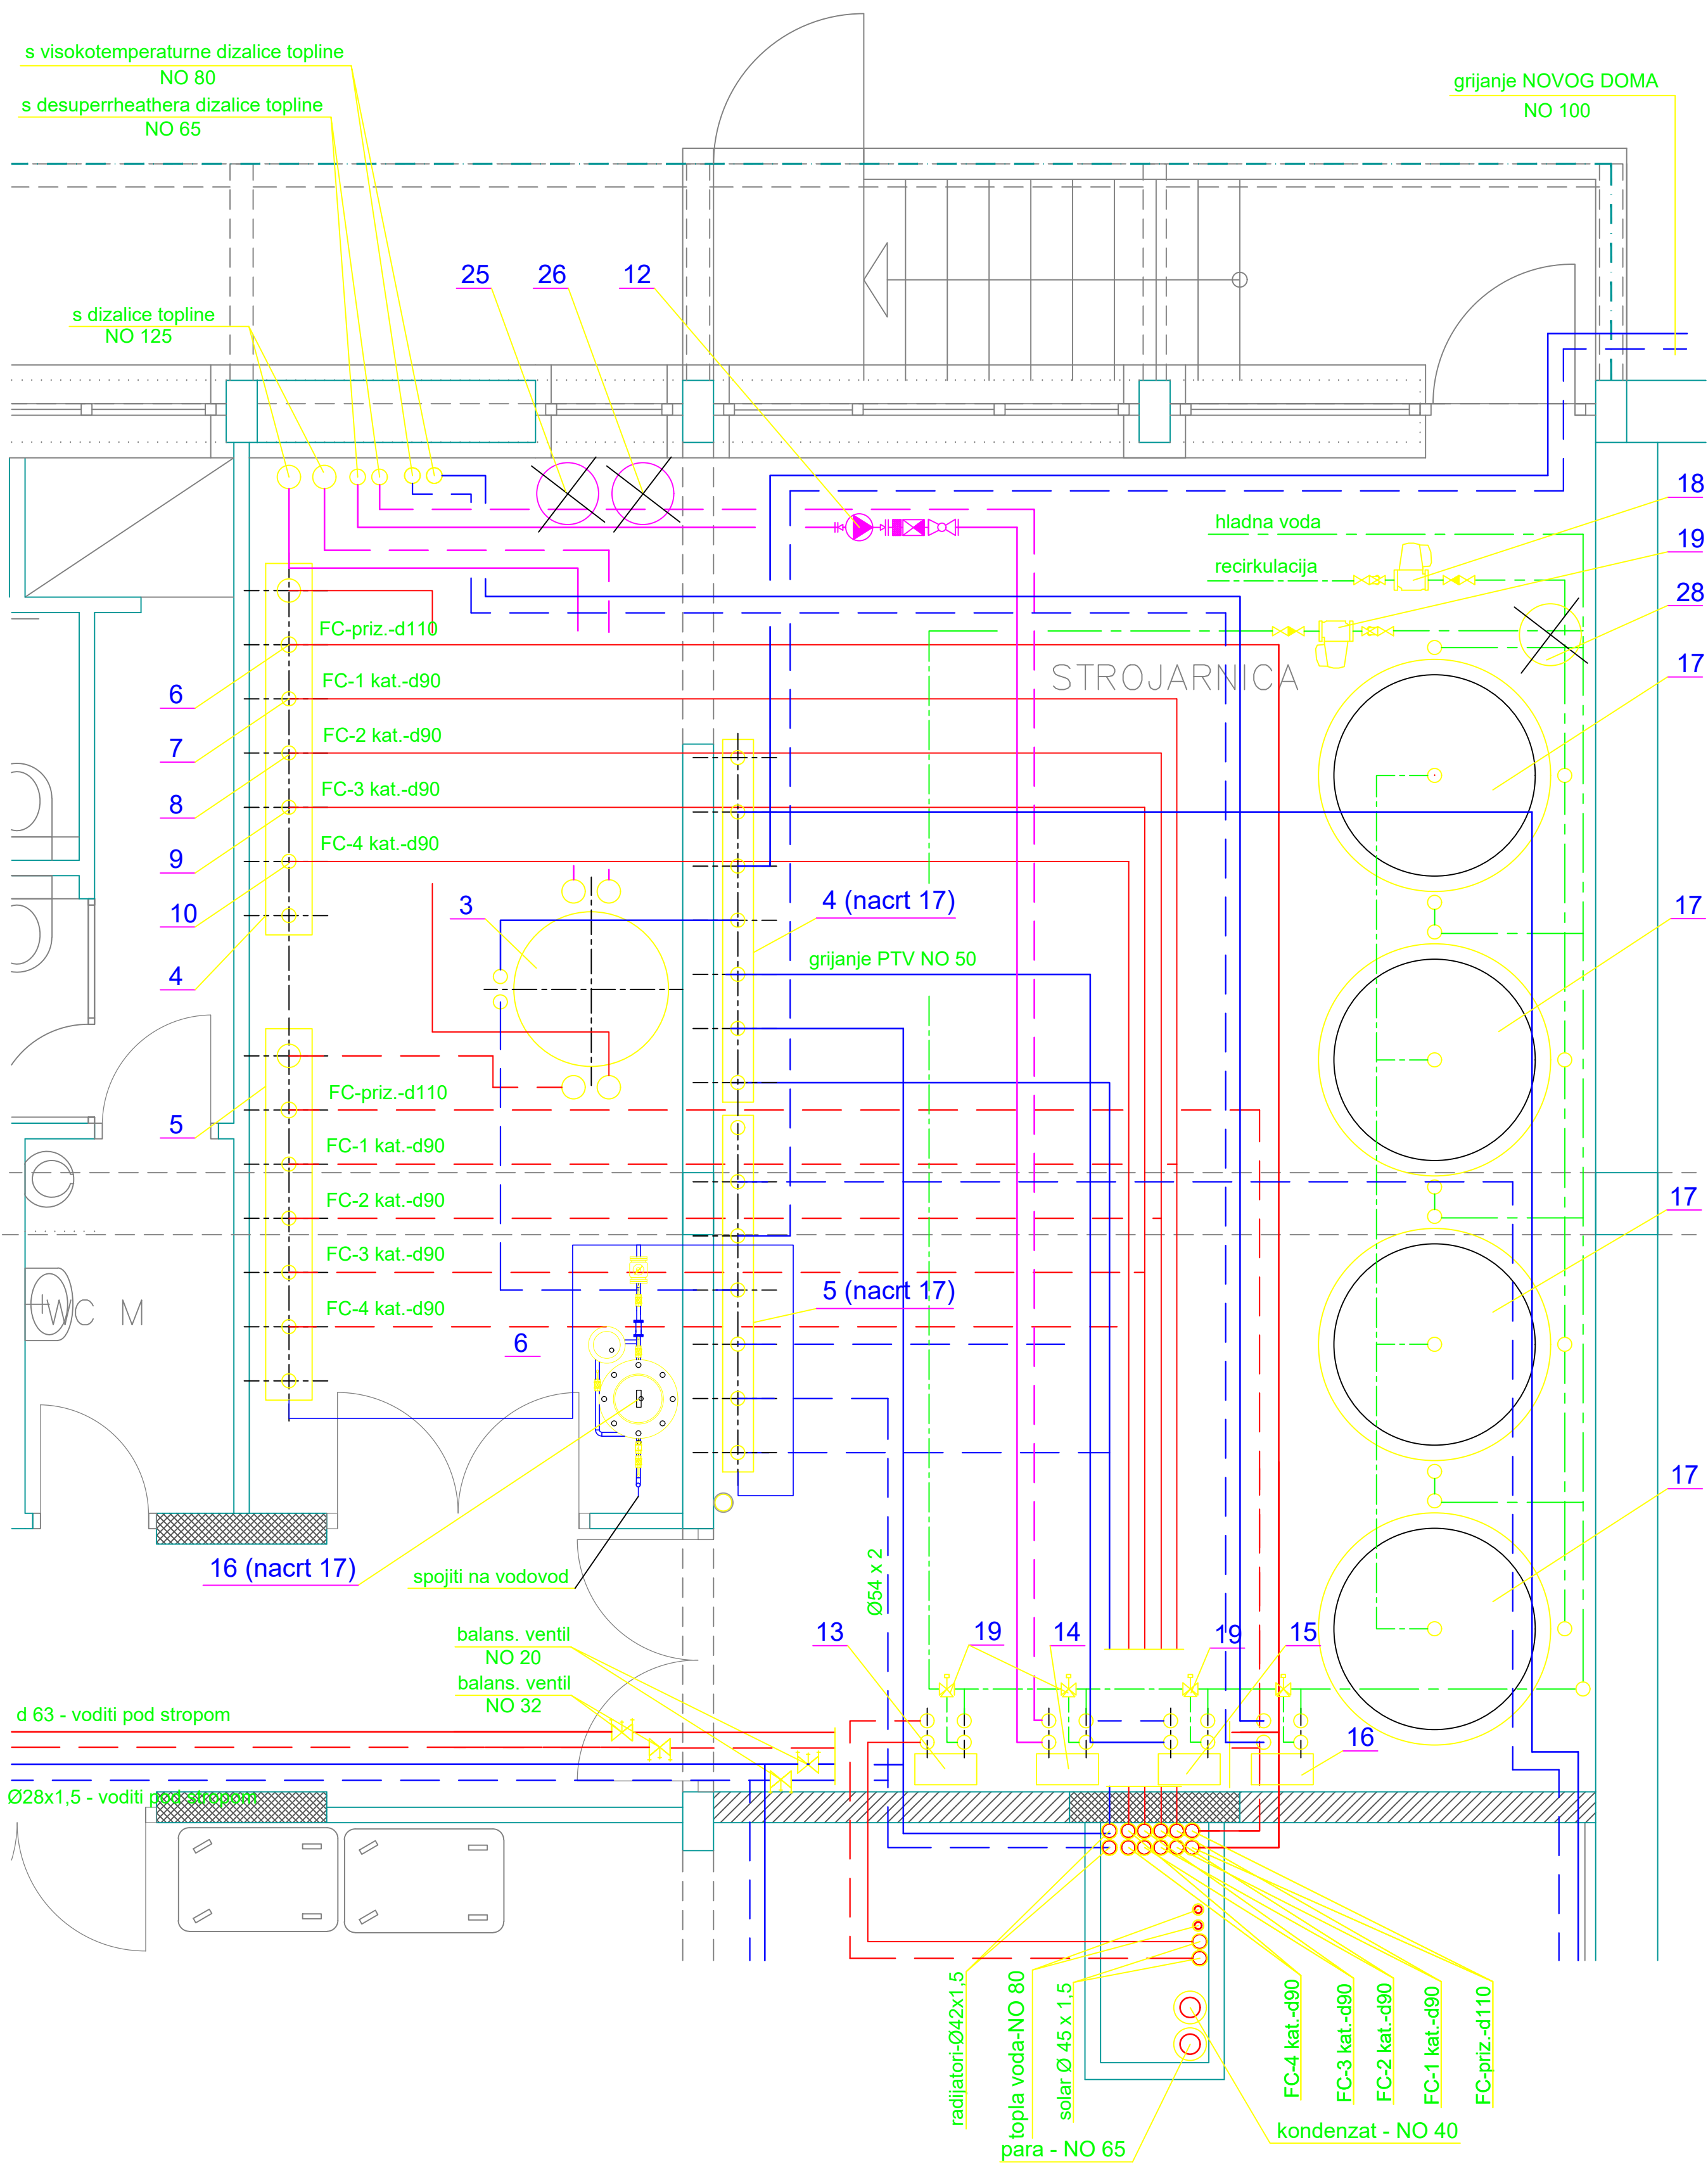 s visokotemperaturne dizalice topline
NO 80
s desuperrheathera dizalice topline
NO 65
grijanje NOVOG DOMA
NO 100
25
26
12
s dizalice topline
NO 125
18
hladna voda
19
recirkulacija
28
FC-priz.-d110
STROJARNICA
17
6
FC-1 kat.-d90
7
FC-2 kat.-d90
8
FC-3 kat.-d90
9
FC-4 kat.-d90
10
3
4 (nacrt 17)
17
4
grijanje PTV NO 50
5
FC-priz.-d110
FC-1 kat.-d90
FC-2 kat.-d90
17
FC-3 kat.-d90
5 (nacrt 17)
WC M
FC-4 kat.-d90
6
17
16 (nacrt 17)
spojiti na vodovod
Ø54 x 2
balans. ventil
NO 20
13
19
14
19
15
balans. ventil
NO 32
d 63 - voditi pod stropom
16
Ø28x1,5 - voditi pod stropom
radijatori-Ø42x1,5
topla voda-NO 80
solar Ø 45 x 1,5
FC-4 kat.-d90
FC-3 kat.-d90
FC-2 kat.-d90
FC-1 kat.-d90
FC-priz.-d110
kondenzat - NO 40
para - NO 65